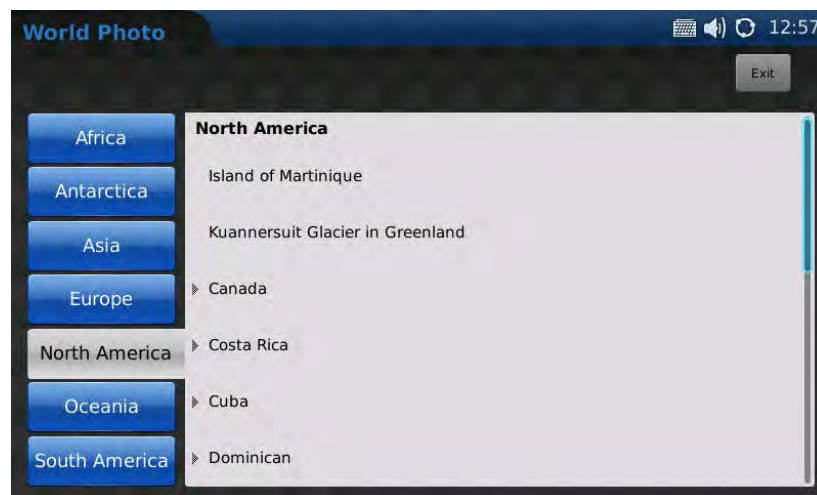 World Photo
12:57
Exit
Africa
Antarctica
Asia
Europe
North America
Oceania
South America
North America
Island of Martinique
Kuannersuit Glacier in Greenland
Canada
Costa Rica
Cuba
Dominican